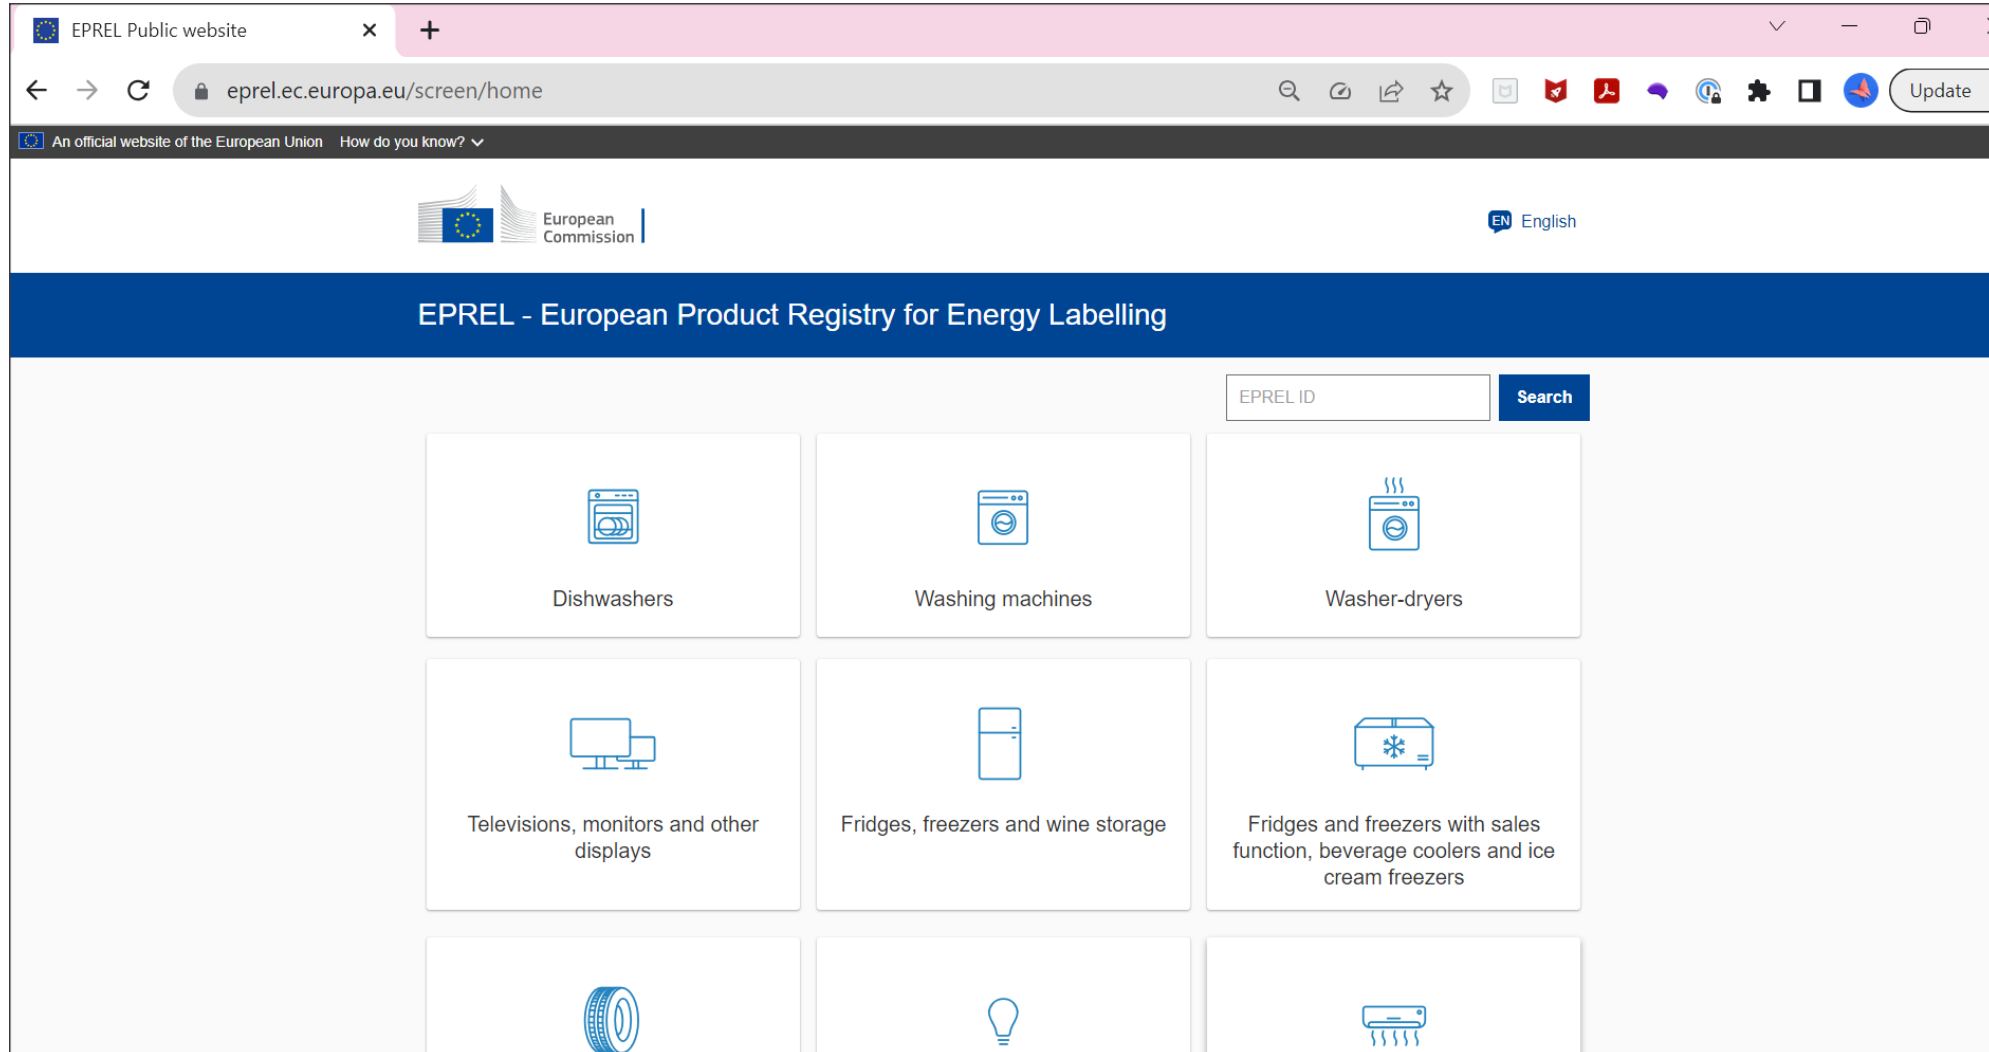 EPREL Public website
eprel.ec.europa.eu/screen/home
Update
An official website of the European Union How do you know?
European
Commission
EN English
EPREL - European Product Registry for Energy Labelling
EPREL ID
Search
Dishwashers
Washing machines
Washer-dryers
Televisions, monitors and other
displays
Fridges, freezers and wine storage
Fridges and freezers with sales
function, beverage coolers and ice
cream freezers